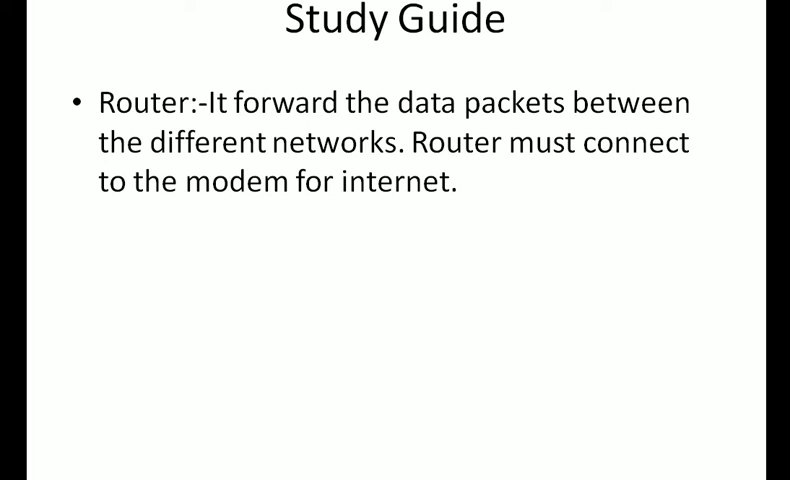 Study Guide
• Router:-It forward the data packets between
the different networks. Router must connect
to the modem for internet.